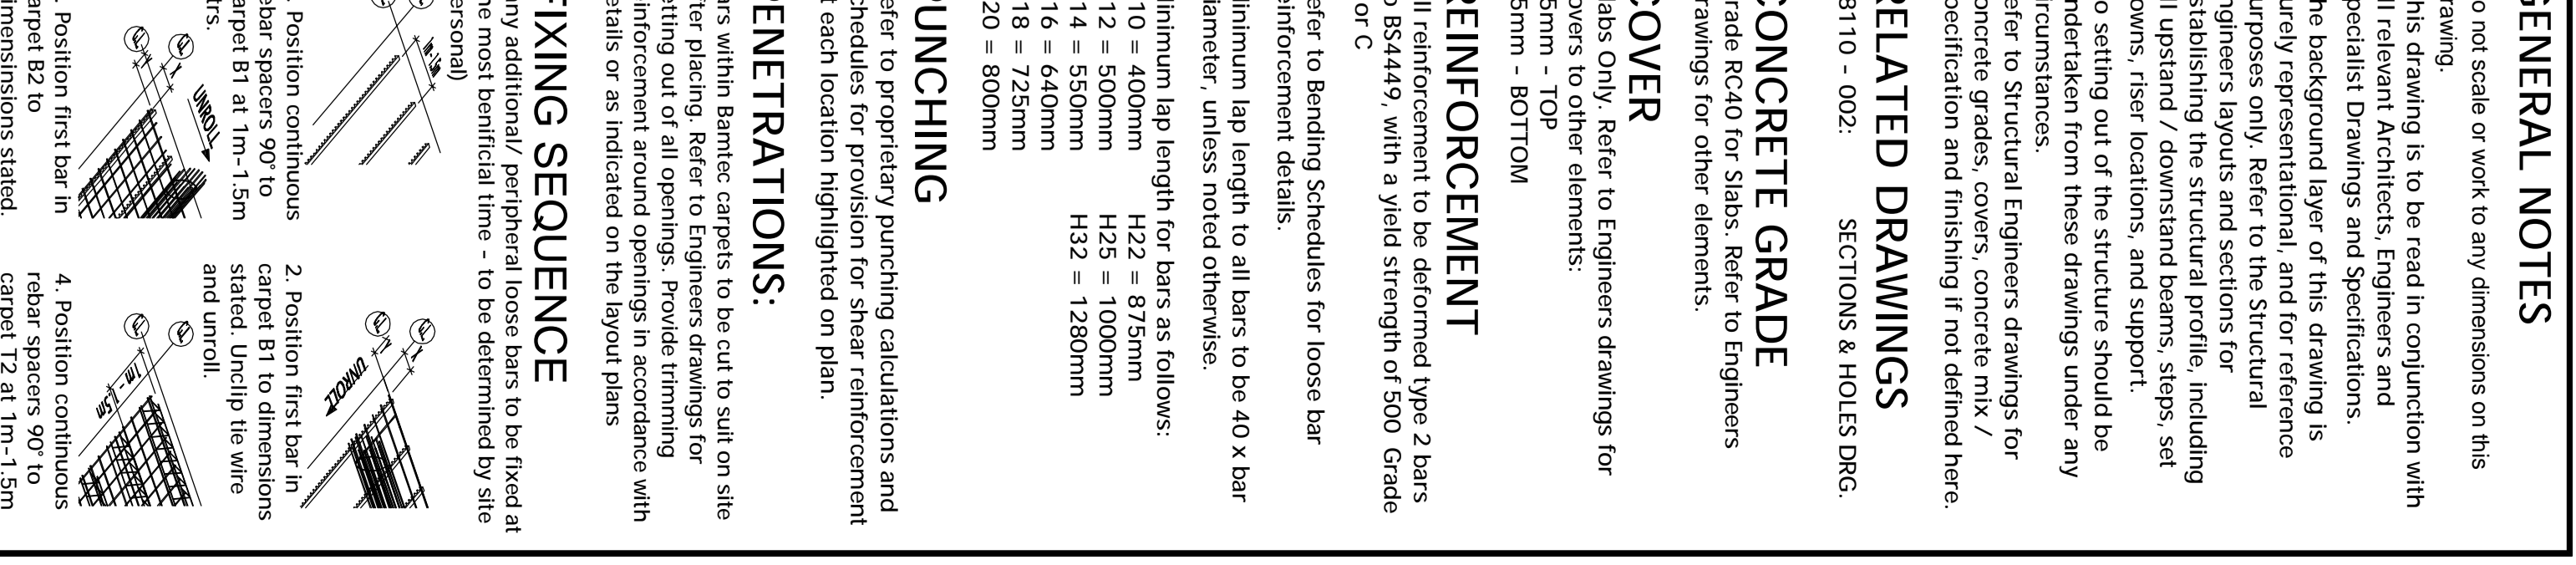 GENERAL NOTES
o not scale or work to any dimensions on this
rawing.
his drawing is to be read in conjunction with
ll relevant Architects, Engineers and
pecialist Drawings and Specifications.
he background layer of this drawing is
urely representational, and for reference
urposes only. Refer to the Structural
ngineers layouts and sections for
stablishing the structural profile, including
ll upstand / downstand beams, steps, set
owns, riser locations, and support.
o setting out of the structure should be
ndertaken from these drawings under any
ircumstances.
efer to Structural Engineers drawings for
oncrete grades, covers, concrete mix /
pecification and finishing if not defined here.
RELATED DRAWINGS
8110 - 002: SECTIONS & HOLES DRG.
CONCRETE GRADE
rade RC40 for Slabs. Refer to Engineers
rawings for other elements.
COVER
labs Only. Refer to Engineers drawings for
overs to other elements:
5mm - TOP
5mm - BOTTOM
REINFORCEMENT
ll reinforcement to be deformed type 2 bars
o BS4449, with a yield strength of 500 Grade
or C
efer to Bending Schedules for loose bar
einforcement details.
inimum lap length to all bars to be 40 x bar
iameter, unless noted otherwise.
inimum lap length for bars as follows:
10 = 400mm H22 = 875mm
12 = 500mm H25 = 1000mm
14 = 550mm H32 = 1280mm
16 = 640mm
18 = 725mm
20 = 800mm
PUNCHING
efer to proprietary punching calculations and
chedules for provision for shear reinforcement
t each location highlighted on plan.
PENETRATIONS:
ars within Bamtec carpets to be cut to suit on site
fter placing. Refer to Engineers drawings for
etting out of all openings. Provide trimming
einforcement around openings in accordance with
etails or as indicated on the layout plans
FIXING SEQUENCE
any additional/ peripheral loose bars to be fixed at
he most benificial time - to be determined by site
ersonal)
1m-1.5m
. Position continuous
ebar spacers 90° to
arpet B1 at 1m-1.5m
trs.
UNROLL
2. Position first bar in
carpet B1 to dimensions
stated. Unclip tie wire
and unroll.
UNROLL
. Position first bar in
arpet B2 to
imensinsions stated.
1m - 1.5m
4. Position continuous
rebar spacers 90° to
carpet T2 at 1m-1.5m